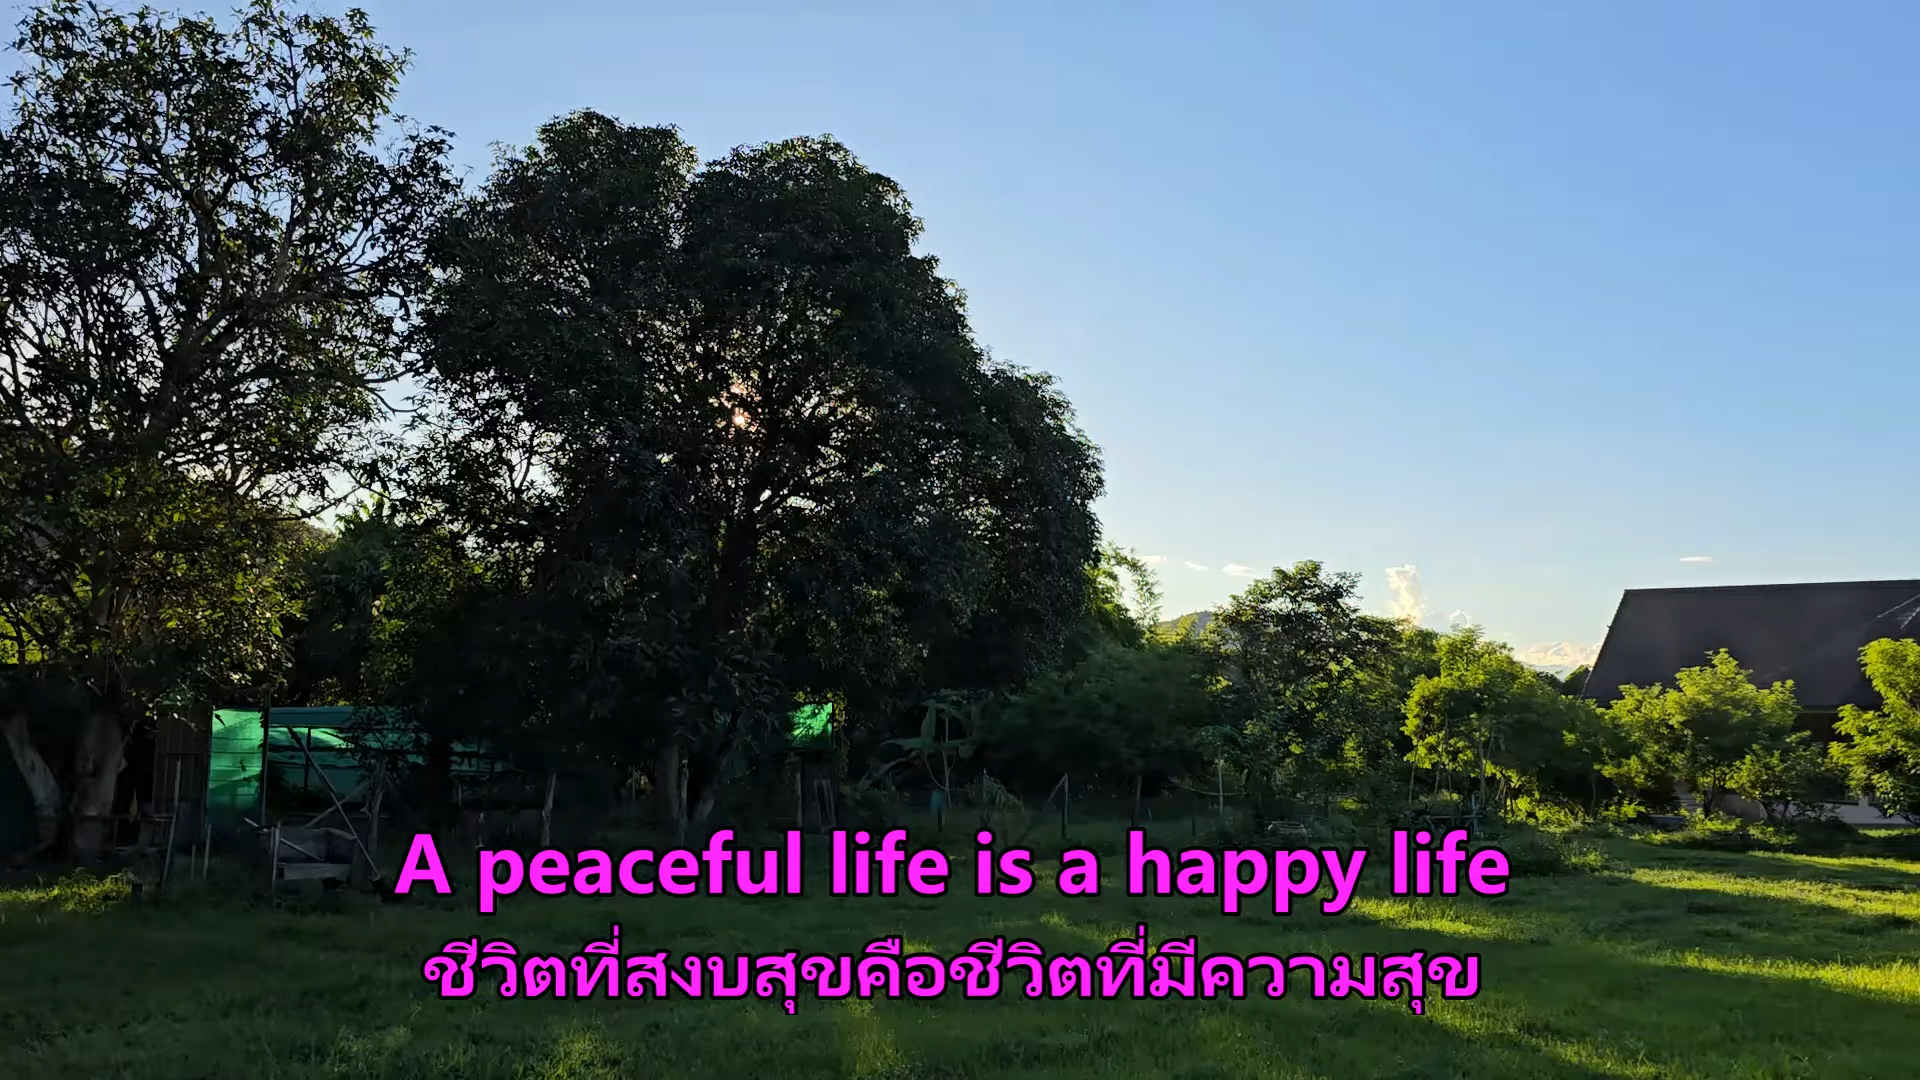 A peaceful life is a happy life
ชีวิตที่สงบสุขคือชีวิตที่มีความสุข